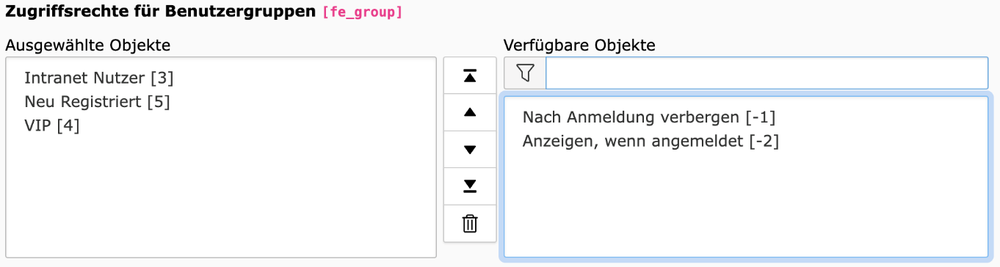 Zugriffsrechte für Benutzergruppen [fe_group]
Ausgewählte Objekte
Intranet Nutzer [3]
Neu Registriert [5]
VIP [4]
Verfügbare Objekte
Nach Anmeldung verbergen [-1]
Anzeigen, wenn angemeldet [-2]